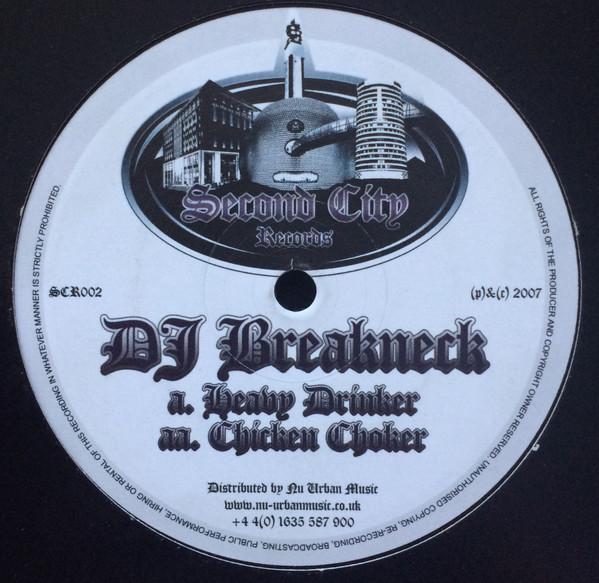 S
Second City
Records
SCR002
(p)&(c) 2007
DJ Breakneck
a. Heavy Drinker
aa. Chicken Choker
Distributed by Nu Urban Music
www.nu-urbanmusic.co.uk
+4 4(0) 1635 587 900
ALL RIGHTS OF THE PRODUCER AND COPYRIGHT OWNER RESERVED. UNAUTHORISED COPYING, RE-RECORDING, BROADCASTING, PUBLIC PERFORMANCE, HIRING OR RENTAL OF THIS RECORDING IN WHATEVER MANNER IS STRICTLY PROHIBITED.